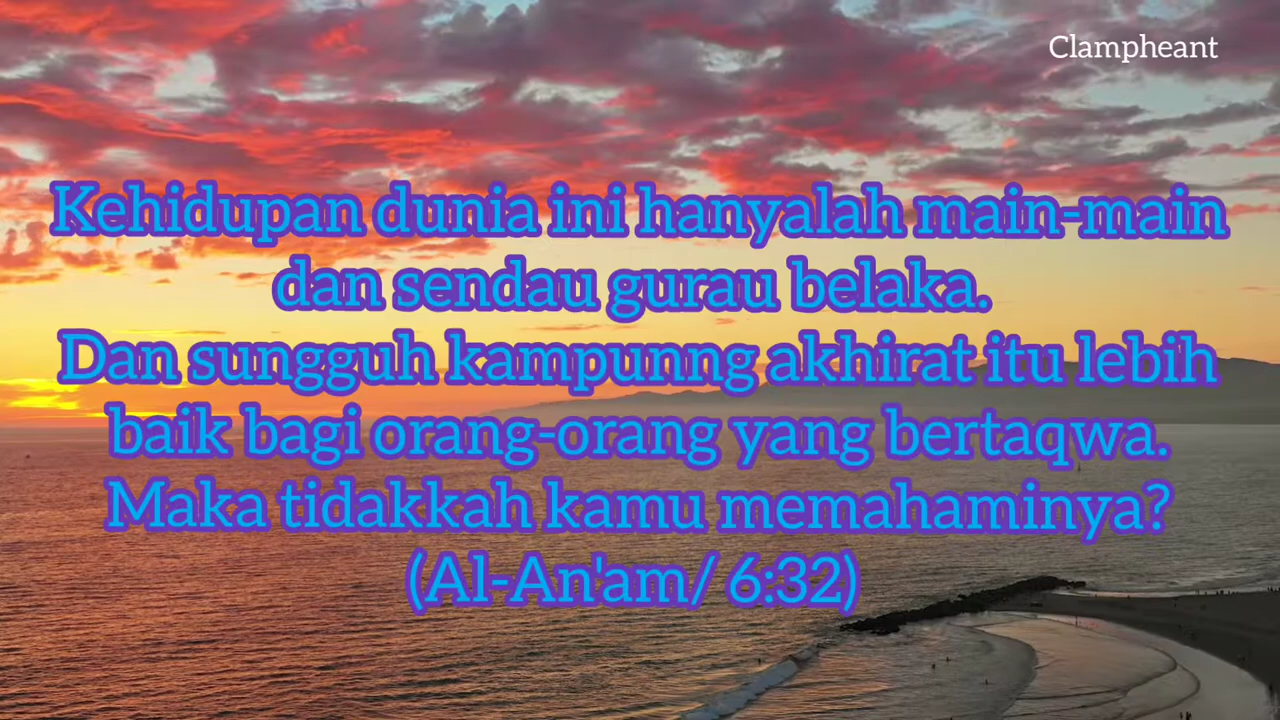 Clampheant
Kehidupan dunia ini hanyalah main-main
dan sendau gurau belaka.
Dan sungguh kampunng akhirat itu lebih
baik bagi orang-orang yang bertaqwa.
Maka tidakkah kamu memahaminya?
(Al-An'am/ 6:32)